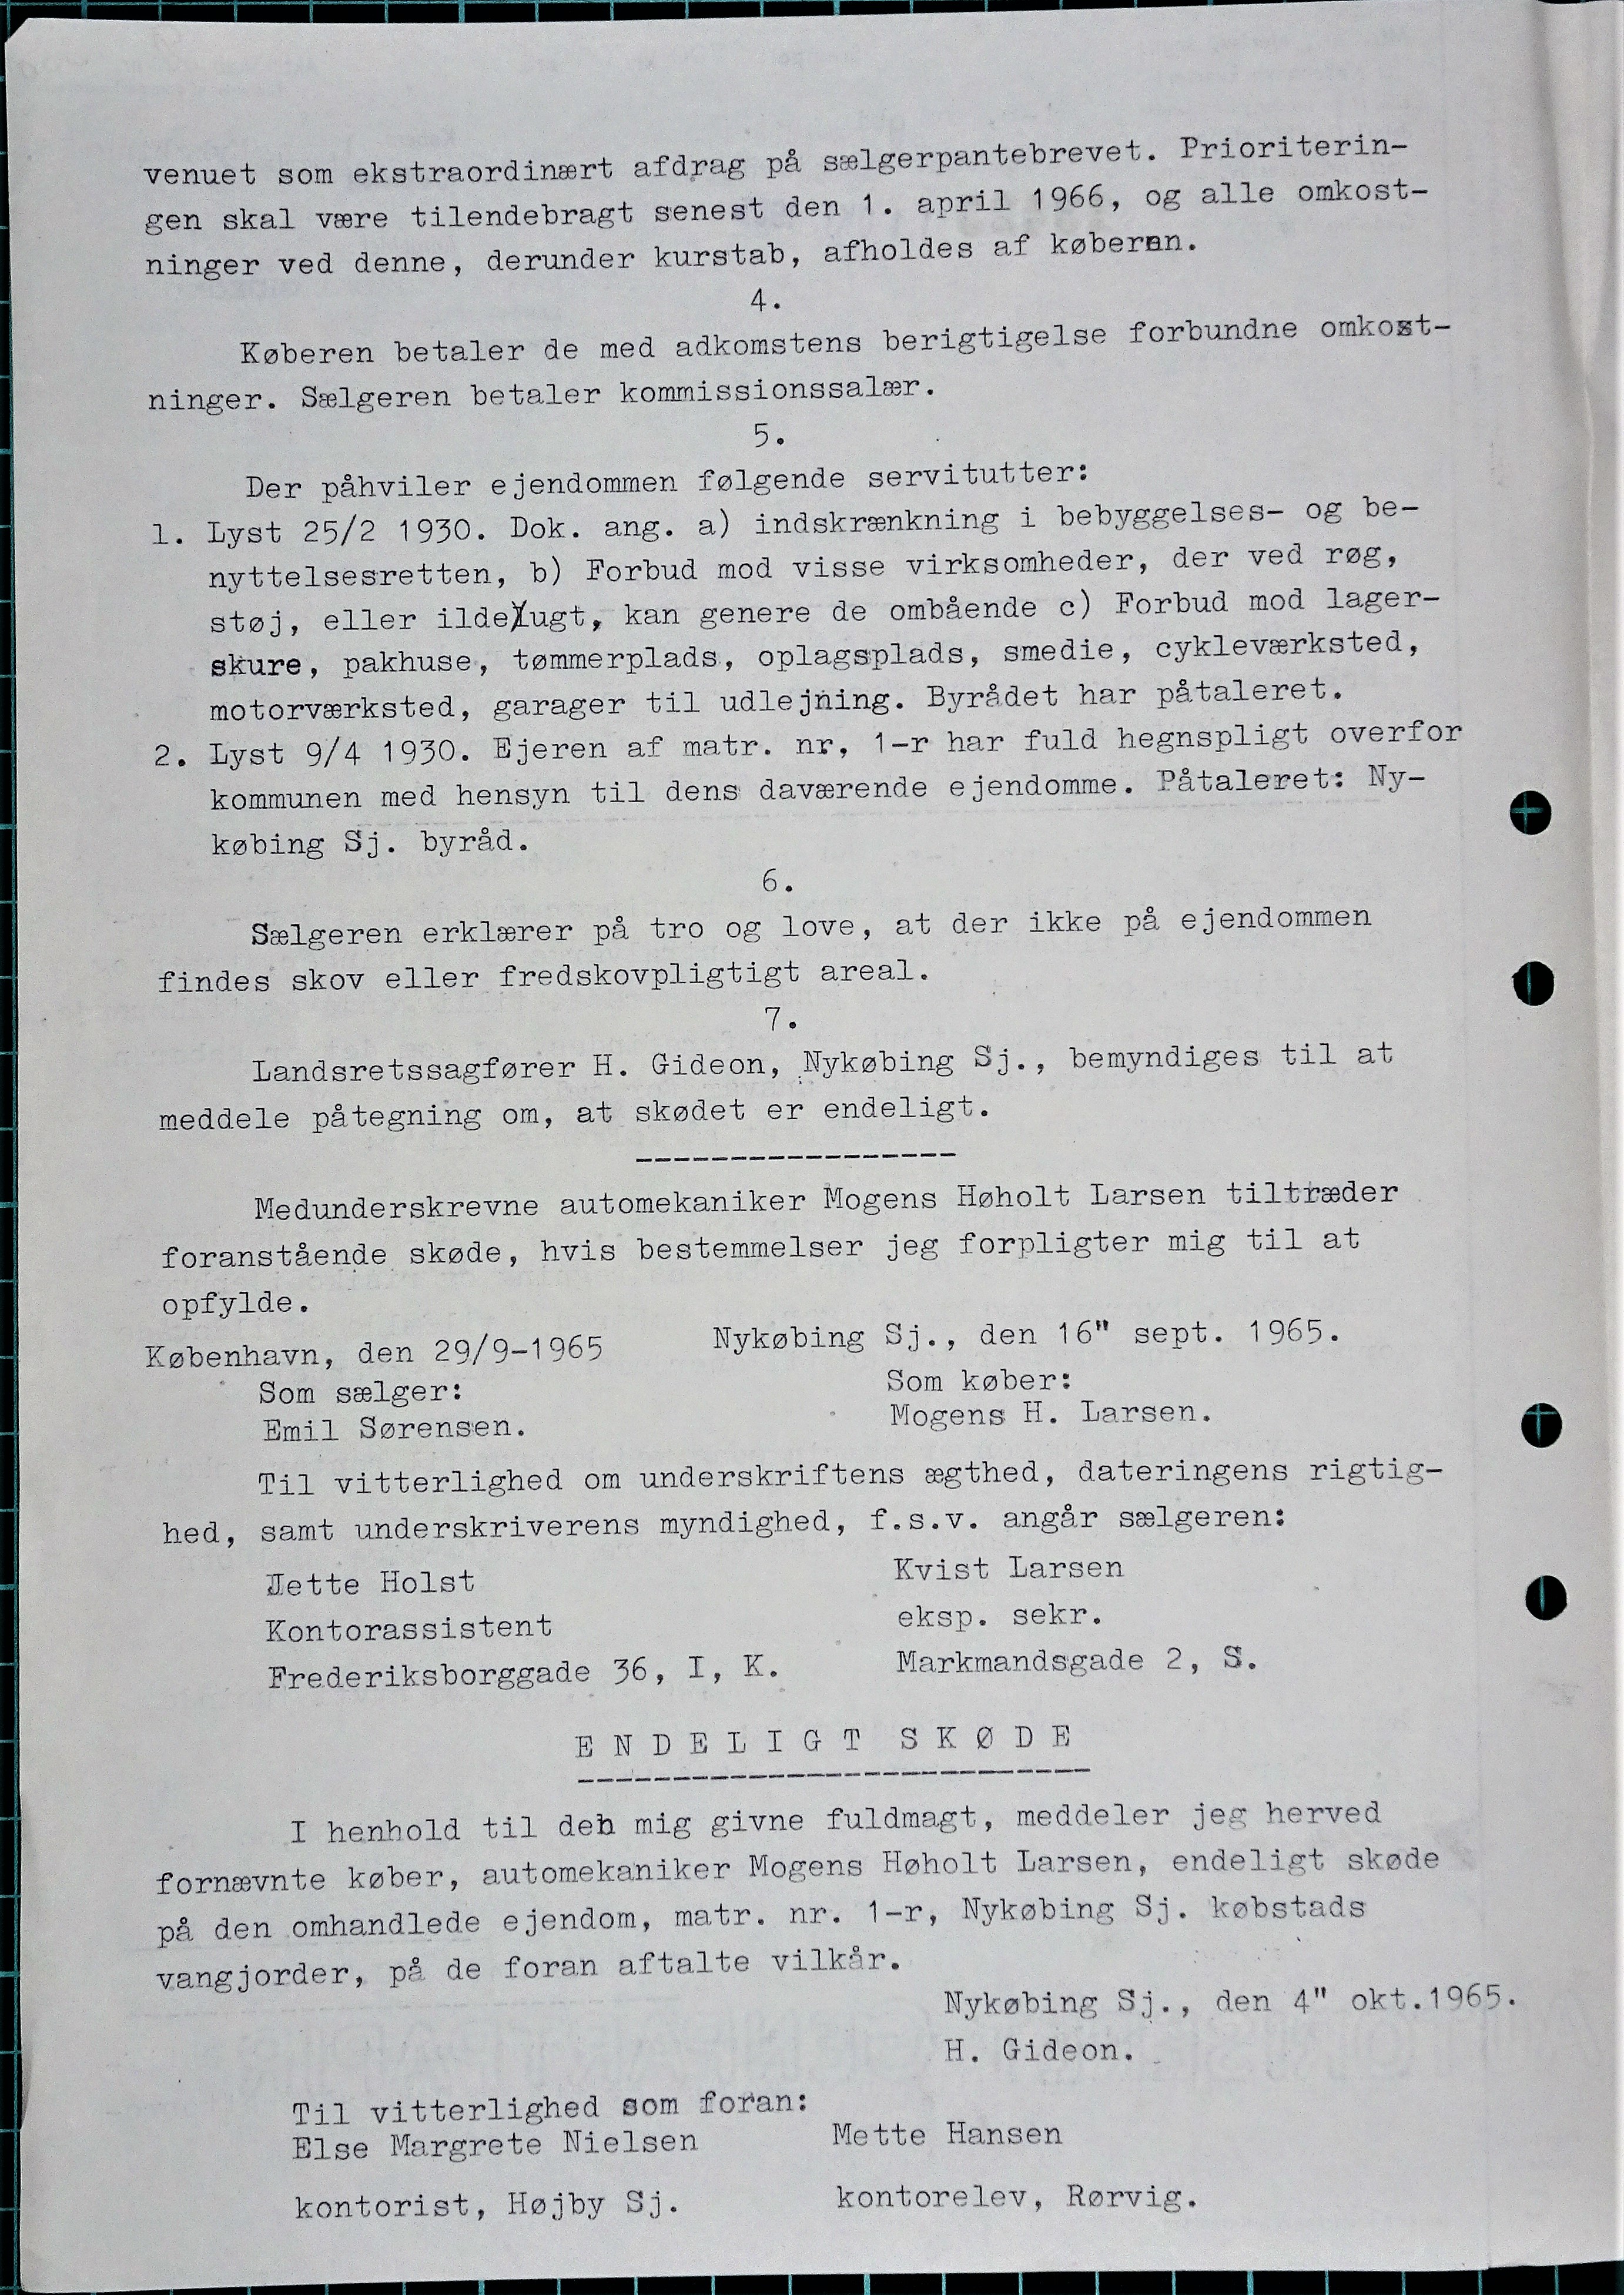 venuet som ekstraordinært afdrag på sælgerpantebrevet. Prioriterin-
gen skal være tilendebragt senest den 1. april 1966, og alle omkost-
ninger ved denne, derunder kurstab, afholdes af køberen.
4.
Køberen betaler de med adkomstens berigtigelse forbundne omkost-
ninger. Sælgeren betaler kommissionssalær.
5.
Der påhviler ejendommen følgende servitutter:
1. Lyst 25/2 1930. Dok. ang. a) indskrænkning i bebyggelses- og be-
nyttelsesretten, b) Forbud mod visse virksomheder, der ved røg,
støj, eller ildelugt, kan genere de ombående c) Forbud mod lager-
skure, pakhuse, tømmerplads, oplagsplads, smedie, cykleværksted,
motorværksted, garager til udlejning. Byrådet har påtaleret.
2. Lyst 9/4 1930. Ejeren af matr. nr, 1-r har fuld hegnspligt overfor
kommunen med hensyn til dens daværende ejendomme. Påtaleret: Ny-
købing Sj. byråd.
6.
Sælgeren erklærer på tro og love, at der ikke på ejendommen
findes skov eller fredskovpligtigt areal.
7.
Landsretssagfører H. Gideon, Nykøbing Sj., bemyndiges til at
meddele påtegning om, at skødet er endeligt.
-----------------
Medunderskrevne automekaniker Mogens Høholt Larsen tiltræder
foranstående skøde, hvis bestemmelser jeg forpligter mig til at
opfylde.
København, den 29/9-1965 Nykøbing Sj., den 16" sept. 1965.
Som sælger: Som køber:
Emil Sørensen. Mogens H. Larsen.
Til vitterlighed om underskriftens ægthed, dateringens rigtig-
hed, samt underskriverens myndighed, f.s.v. angår sælgeren:
Jette Holst Kvist Larsen
Kontorassistent eksp. sekr.
Frederiksborggade 36, I, K. Markmandsgade 2, S.
E N D E L I G T S K Ø D E
---------------------------
I henhold til den mig givne fuldmagt, meddeler jeg herved
fornævnte køber, automekaniker Mogens Høholt Larsen, endeligt skøde
på den omhandlede ejendom, matr. nr. 1-r, Nykøbing Sj. købstads
vangjorder, på de foran aftalte vilkår.
Nykøbing Sj., den 4" okt.1965.
H. Gideon.
Til vitterlighed som foran:
Else Margrete Nielsen Mette Hansen
kontorist, Højby Sj. kontorelev, Rørvig.